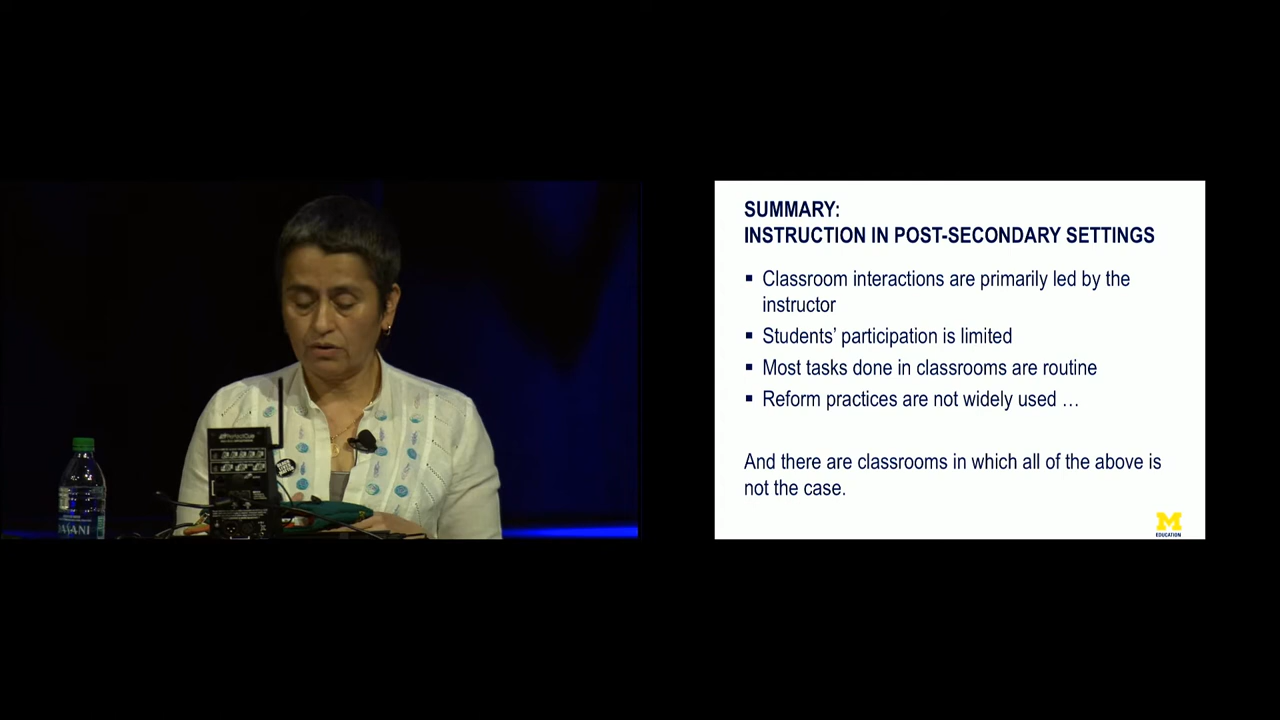 SUMMARY:
INSTRUCTION IN POST-SECONDARY SETTINGS
▪ Classroom interactions are primarily led by the
instructor
▪ Students’ participation is limited
▪ Most tasks done in classrooms are routine
▪ Reform practices are not widely used …
And there are classrooms in which all of the above is
not the case.
M
EDUCATION
DASANI